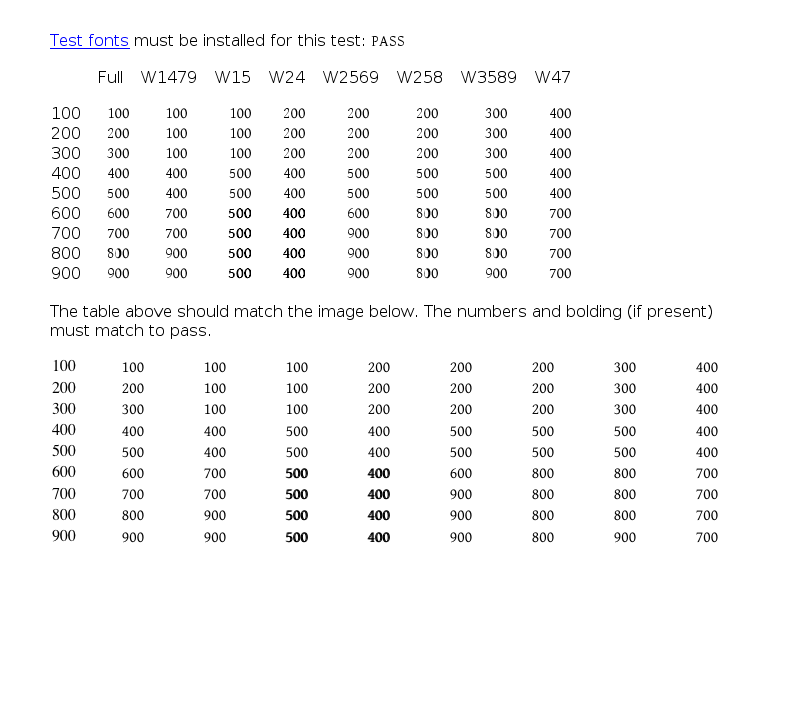 Test fonts must be installed for this test: PASS
Full W1479 W15 W24 W2569 W258 W3589 W47
100 100 100 100 200 200 200 300 400
200 200 100 100 200 200 200 300 400
300 300 100 100 200 200 200 300 400
400 400 400 500 400 500 500 500 400
500 500 400 500 400 500 500 500 400
600 600 700 500 400 600 800 800 700
700 700 700 500 400 900 800 800 700
800 800 900 500 400 900 800 800 700
900 900 900 500 400 900 800 900 700
The table above should match the image below. The numbers and bolding (if present)
must match to pass.
100 100 100 100 200 200 200 300 400
200 200 100 100 200 200 200 300 400
300 300 100 100 200 200 200 300 400
400 400 400 500 400 500 500 500 400
500 500 400 500 400 500 500 500 400
600 600 700 500 400 600 800 800 700
700 700 700 500 400 900 800 800 700
800 800 900 500 400 900 800 800 700
900 900 900 500 400 900 800 900 700